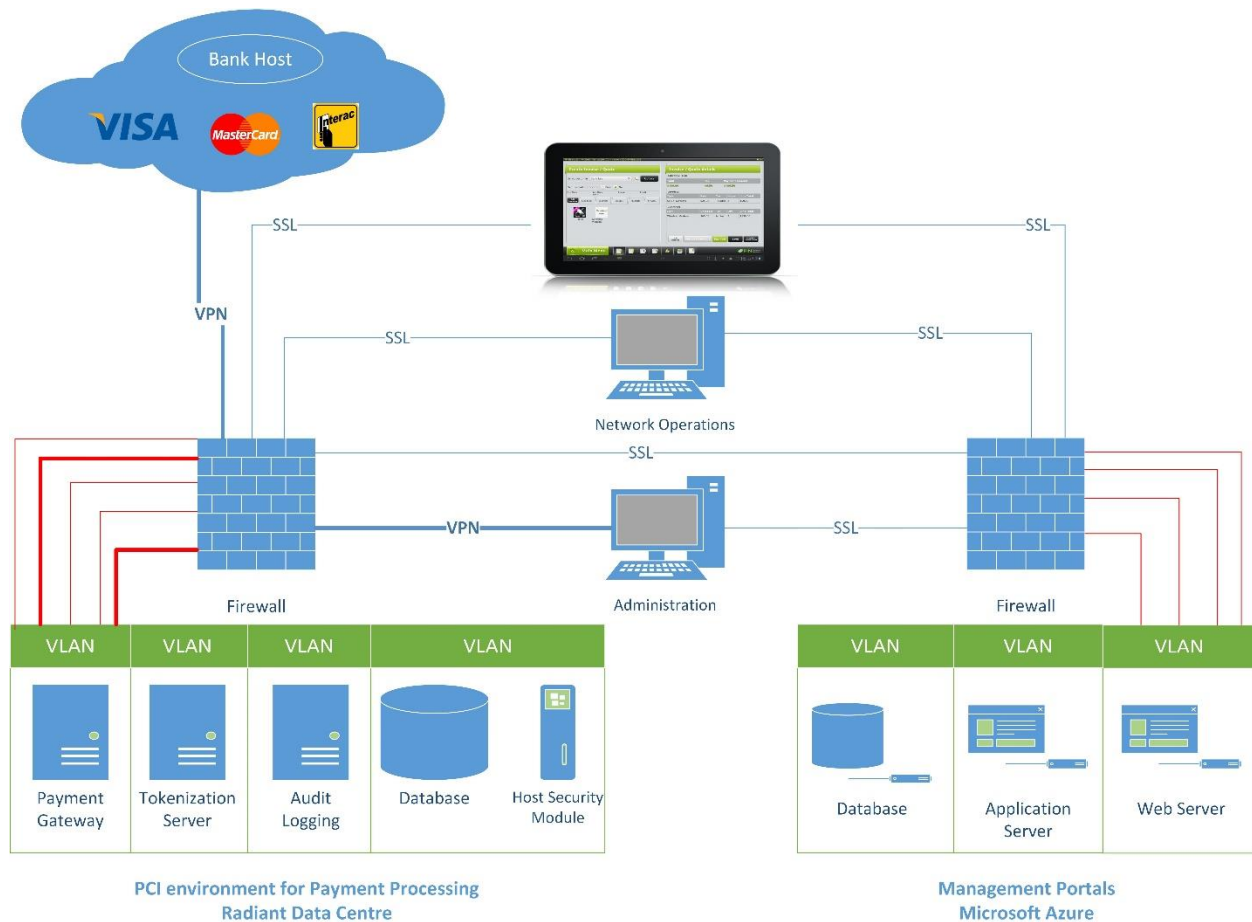 Bank Host
VISA
MasterCard
Interac
SSL
SSL
VPN
SSL
SSL
Network Operations
SSL
VPN
SSL
Firewall
Administration
Firewall
VLAN
VLAN
VLAN
VLAN
VLAN
VLAN
VLAN
Payment
Gateway
Tokenization
Server
Audit
Logging
Database
Host Security
Module
Database
Application
Server
Web Server
PCI environment for Payment Processing
Radiant Data Centre
Management Portals
Microsoft Azure